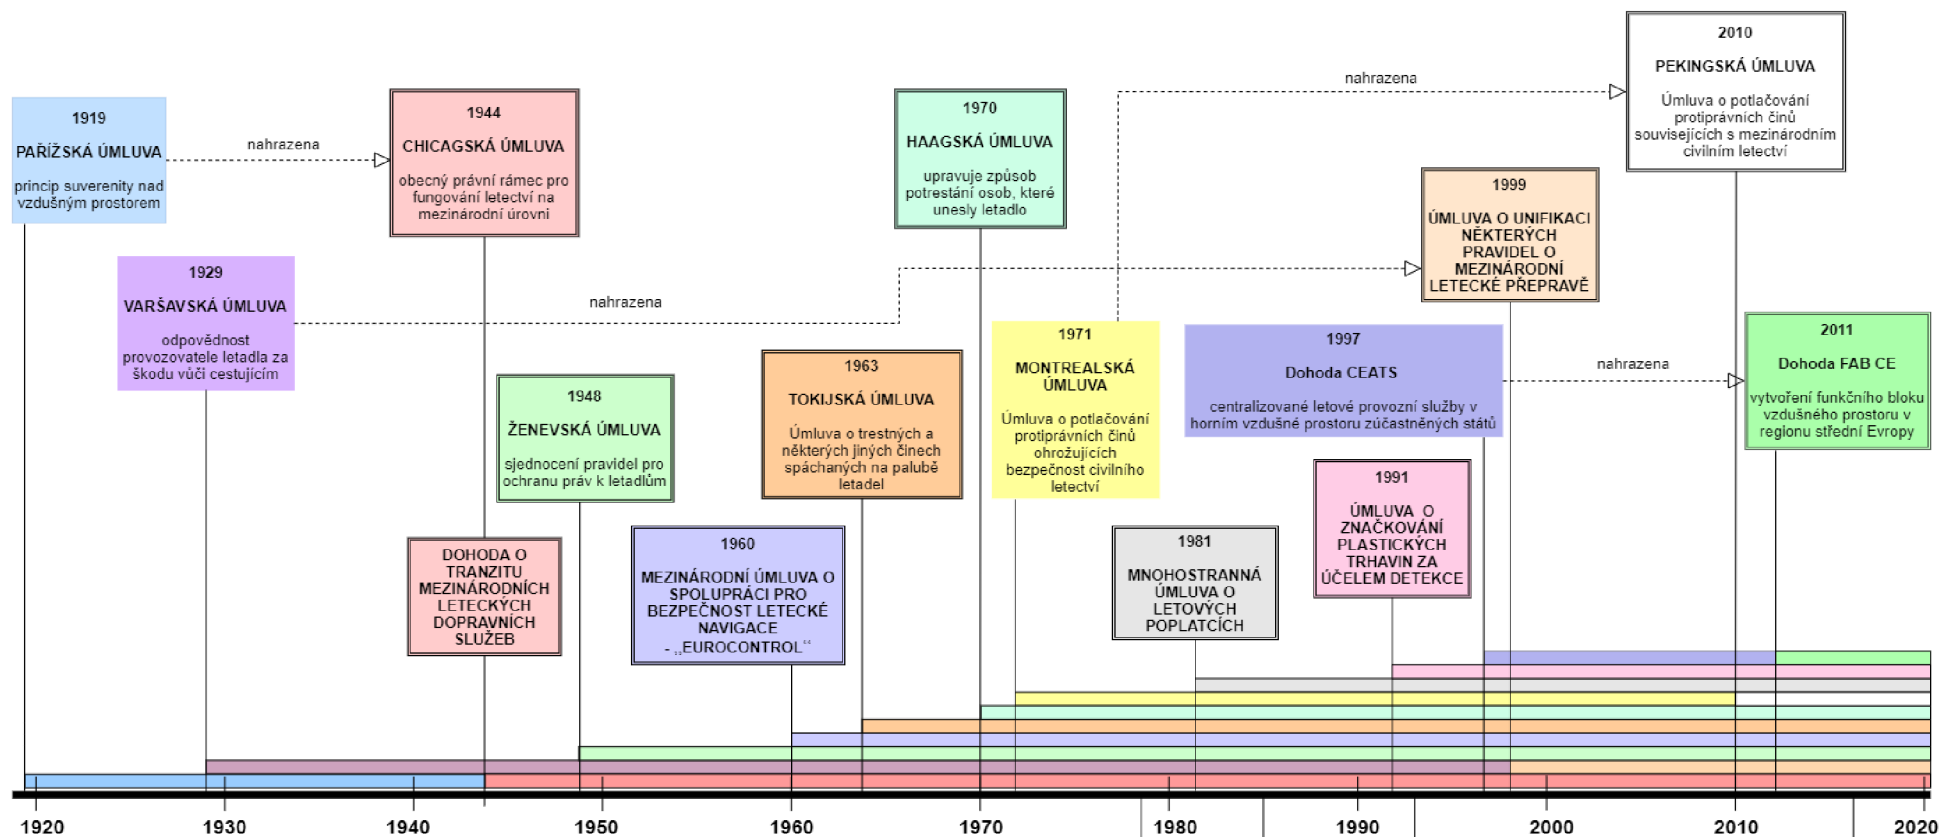 1919
PAŘÍŽSKÁ ÚMLUVA
princip suverenity nad
vzdušným prostorem
nahrazena
1944
CHICAGSKÁ ÚMLUVA
obecný právní rámec pro
fungování letectví na
mezinárodní úrovni
1970
HAAGSKÁ ÚMLUVA
upravuje způsob
potrestání osob, které
unesly letadlo
nahrazena
2010
PEKINGSKÁ ÚMLUVA
Úmluva o potlačování
protiprávních činů
souvisejících s mezinárodním
civilním letectví
1999
ÚMLUVA O UNIFIKACI
NĚKTERÝCH
PRAVIDEL O
MEZINÁRODNÍ
LETECKÉ PŘEPRAVĚ
1929
VARŠAVSKÁ ÚMLUVA
odpovědnost
provozovatele letadla za
škodu vůči cestujícím
nahrazena
1948
ŽENEVSKÁ ÚMLUVA
sjednocení pravidel pro
ochranu práv k letadlům
1963
TOKIJSKÁ ÚMLUVA
Úmluva o trestných a
některých jiných činech
spáchaných na palubě
letadel
1971
MONTREALSKÁ
ÚMLUVA
Úmluva o potlačování
protiprávních činů
ohrožujících
bezpečnost civilního
letectví
1997
Dohoda CEATS
centralizované letové provozní služby v
horním vzdušné prostoru zúčastněných států
nahrazena
2011
Dohoda FAB CE
vytvoření funkčního bloku
vzdušného prostoru v
regionu střední Evropy
DOHODA O
TRANZITU
MEZINÁRODNÍCH
LETECKÝCH
DOPRAVNÍCH
SLUŽEB
1960
MEZINÁRODNÍ ÚMLUVA O
SPOLUPRÁCI PRO
BEZPEČNOST LETECKÉ
NAVIGACE
- „EUROCONTROL“
1981
MNOHOSTRANNÁ
ÚMLUVA O
LETOVÝCH
POPLATCÍCH
1991
ÚMLUVA O
ZNAČKOVÁNÍ
PLASTICKÝCH
TRHAVIN ZA
ÚČELEM DETEKCE
1920 1930 1940 1950 1960 1970 1980 1990 2000 2010 2020